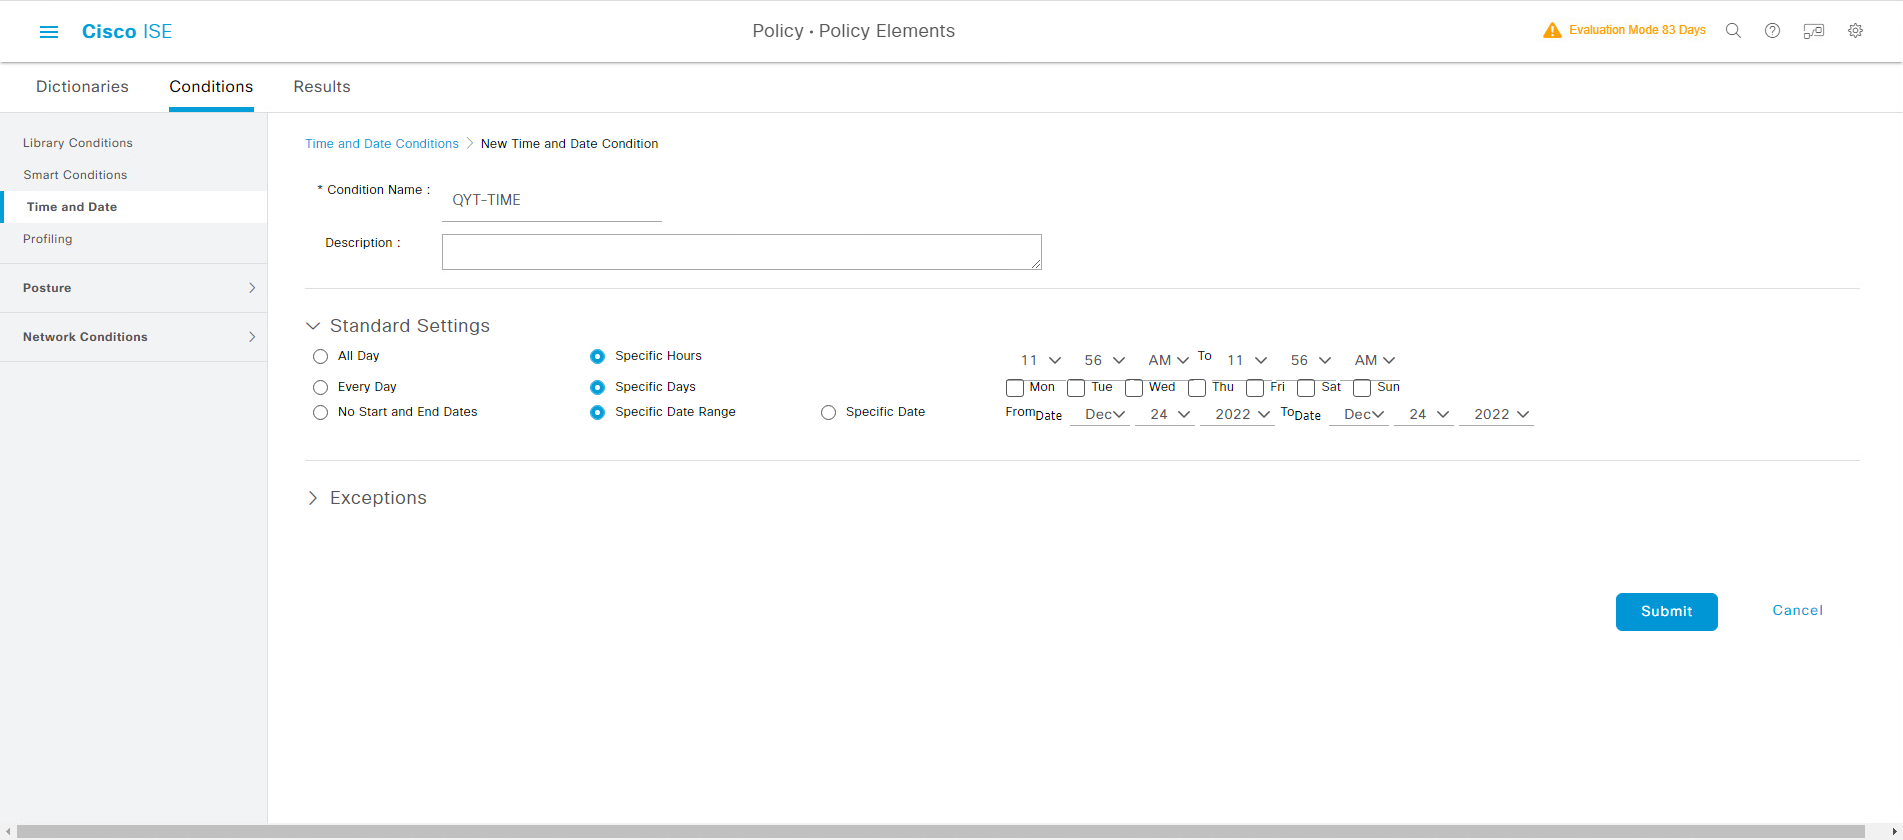 Cisco ISE
Policy · Policy Elements
Evaluation Mode 83 Days
Dictionaries Conditions Results
Library Conditions
Smart Conditions
Time and Date
Profiling
Posture
Network Conditions
Time and Date Conditions New Time and Date Condition
* Condition Name : QYT-TIME
Description :
Standard Settings
All Day Specific Hours 11 56 AM To 11 56 AM
Every Day Specific Days Mon Tue Wed Thu Fri Sat Sun
No Start and End Dates Specific Date Range Specific Date From Date Dec 24 2022 To Date Dec 24 2022
Exceptions
Submit Cancel